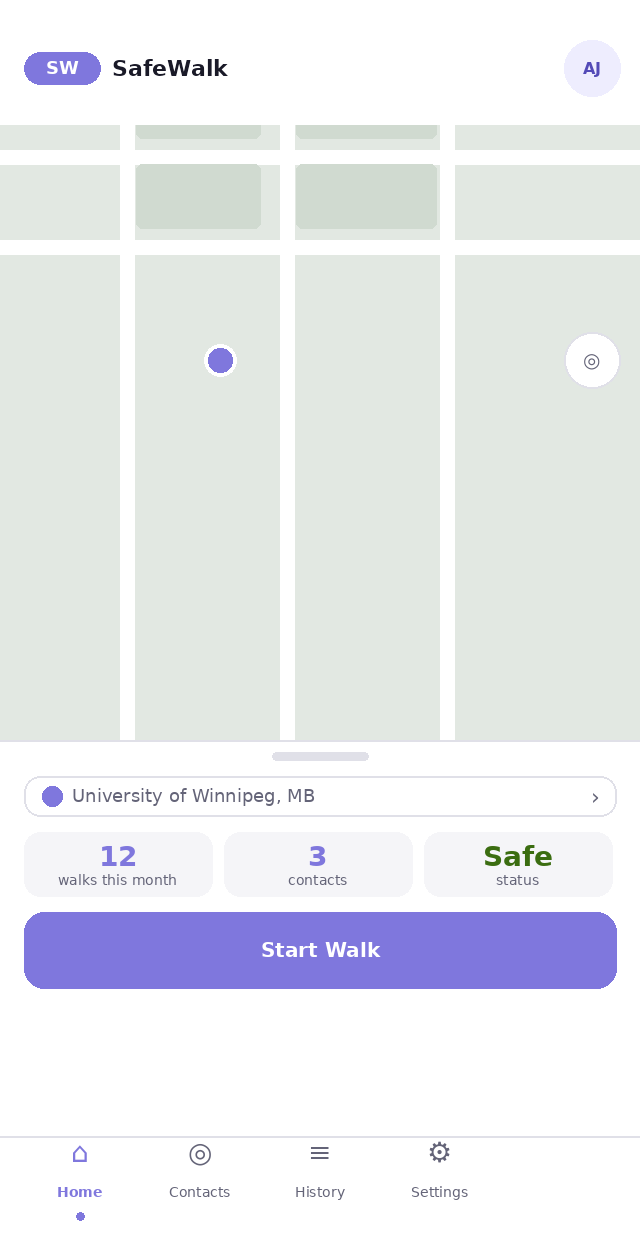 SW SafeWalk AJ
University of Winnipeg, MB ›
12 3 Safe
walks this month contacts status
Start Walk
Home Contacts History Settings